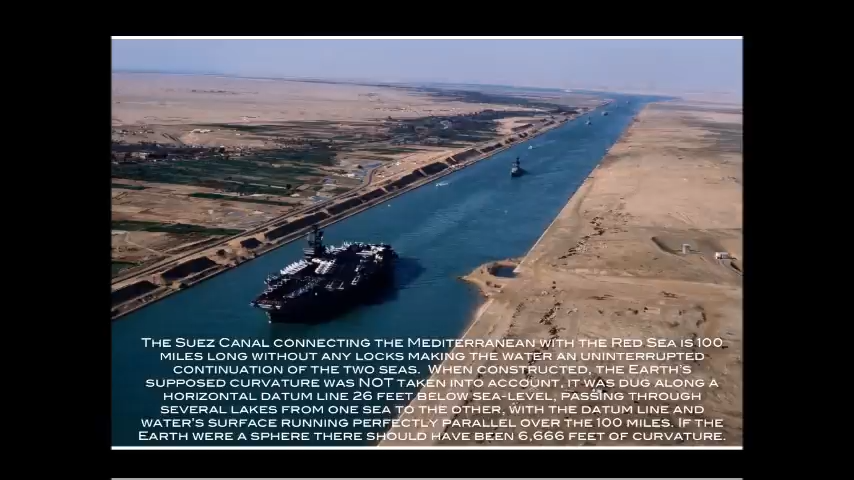 The Suez Canal connecting the Mediterranean with the Red Sea is 100
miles long without any locks making the water an uninterrupted
continuation of the two seas. When constructed, the Earth's
supposed curvature was NOT taken into account, it was dug along a
horizontal datum line 26 feet below sea-level, passing through
several lakes from one sea to the other, with the datum line and
water's surface running perfectly parallel over the 100 miles. If the
Earth were a sphere there should have been 6,666 feet of curvature.